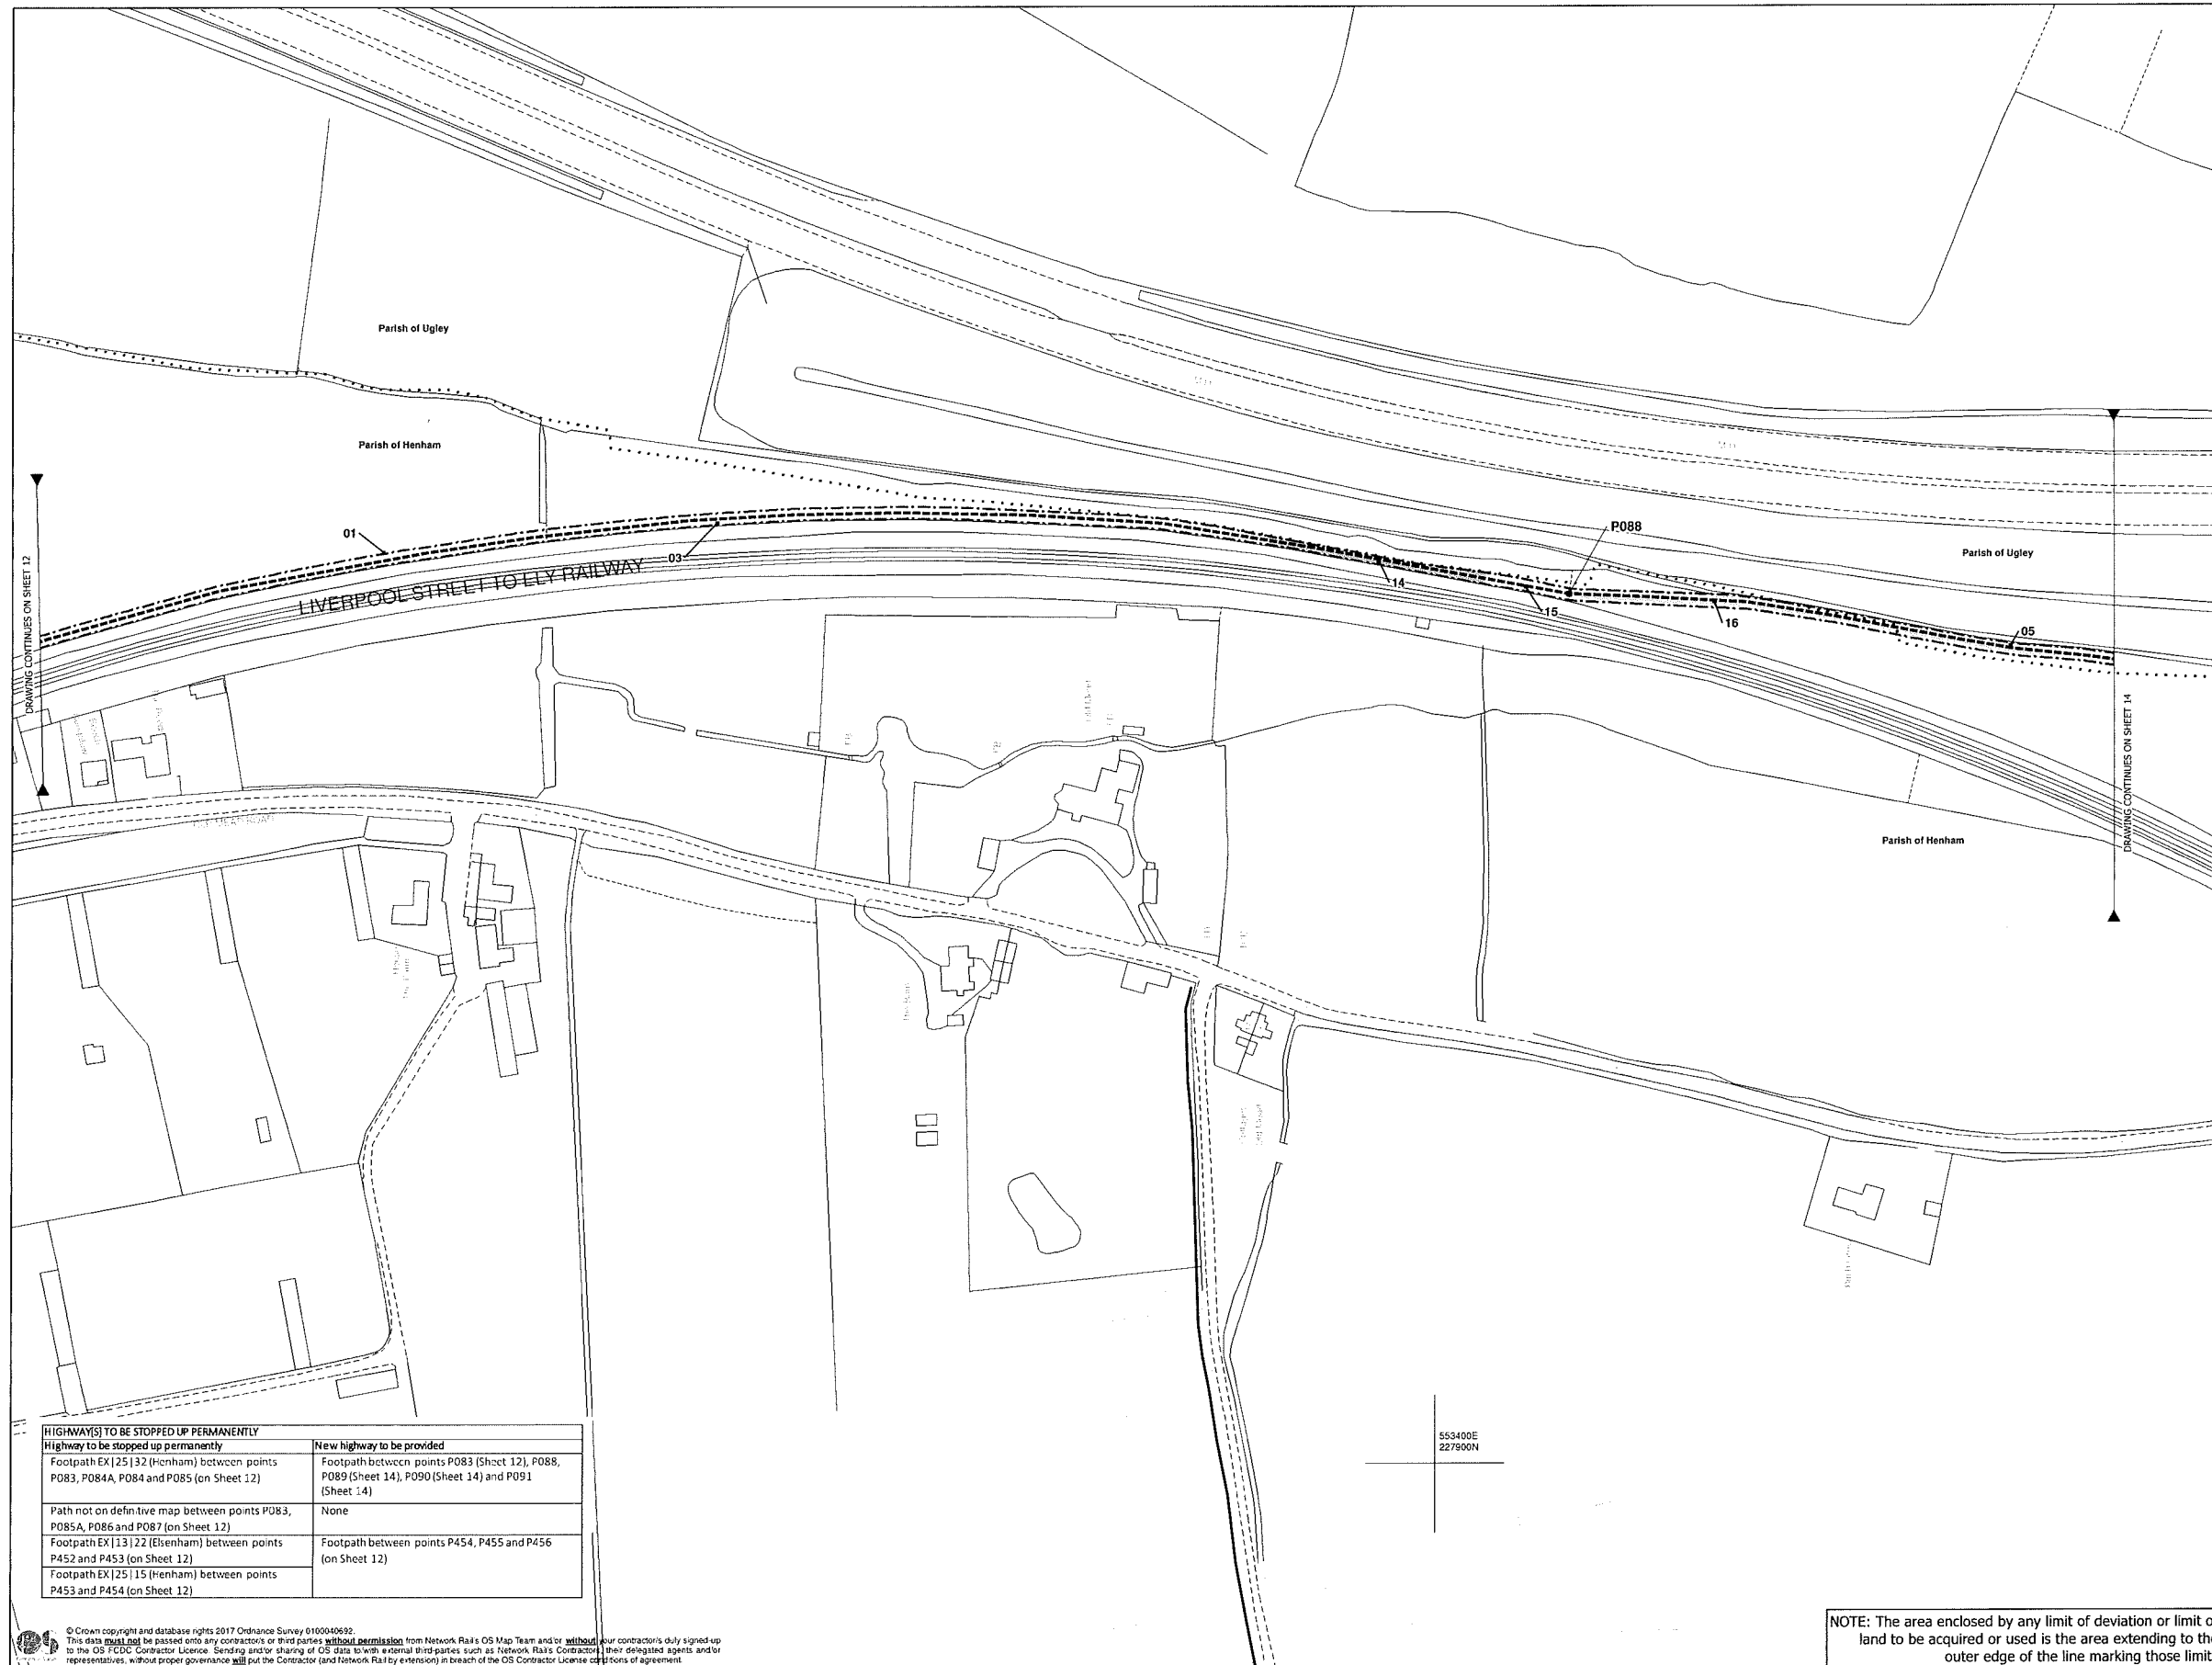 Parish of Ugley
Parish of Henham
01
03
P088
14
15
16
05
Parish of Ugley
Parish of Henham
LIVERPOOL STREET TO ELY RAILWAY
DRAWING CONTINUES ON SHEET 12
DRAWING CONTINUES ON SHEET 14
M11
M11
FB
FB
The Barns
553400E
227900N
HIGHWAY[S] TO BE STOPPED UP PERMANENTLY
Highway to be stopped up permanently
New highway to be provided
Footpath EX|25|32 (Henham) between points
P083, P084A, P084 and P085 (on Sheet 12)
Footpath between points P083 (Sheet 12), P088,
P089 (Sheet 14), P090 (Sheet 14) and P091
(Sheet 14)
Path not on definitive map between points P083,
P085A, P086 and P087 (on Sheet 12)
None
Footpath EX|13|22 (Elsenham) between points
P452 and P453 (on Sheet 12)
Footpath between points P454, P455 and P456
(on Sheet 12)
Footpath EX|25|15 (Henham) between points
P453 and P454 (on Sheet 12)
© Crown copyright and database rights 2017 Ordnance Survey 0100040692.
This data must not be passed onto any contractor/s or third parties without permission from Network Rail's OS Map Team and/or without your contractor/s duly signed-up
to the OS FCDC Contractor Licence. Sending and/or sharing of OS data to/with external third-parties such as Network Rail's Contractors, their delegated agents and/or
representatives, without proper governance will put the Contractor (and Network Rail by extension) in breach of the OS Contractor License conditions of agreement.
NOTE: The area enclosed by any limit of deviation or limit o
land to be acquired or used is the area extending to the
outer edge of the line marking those limit